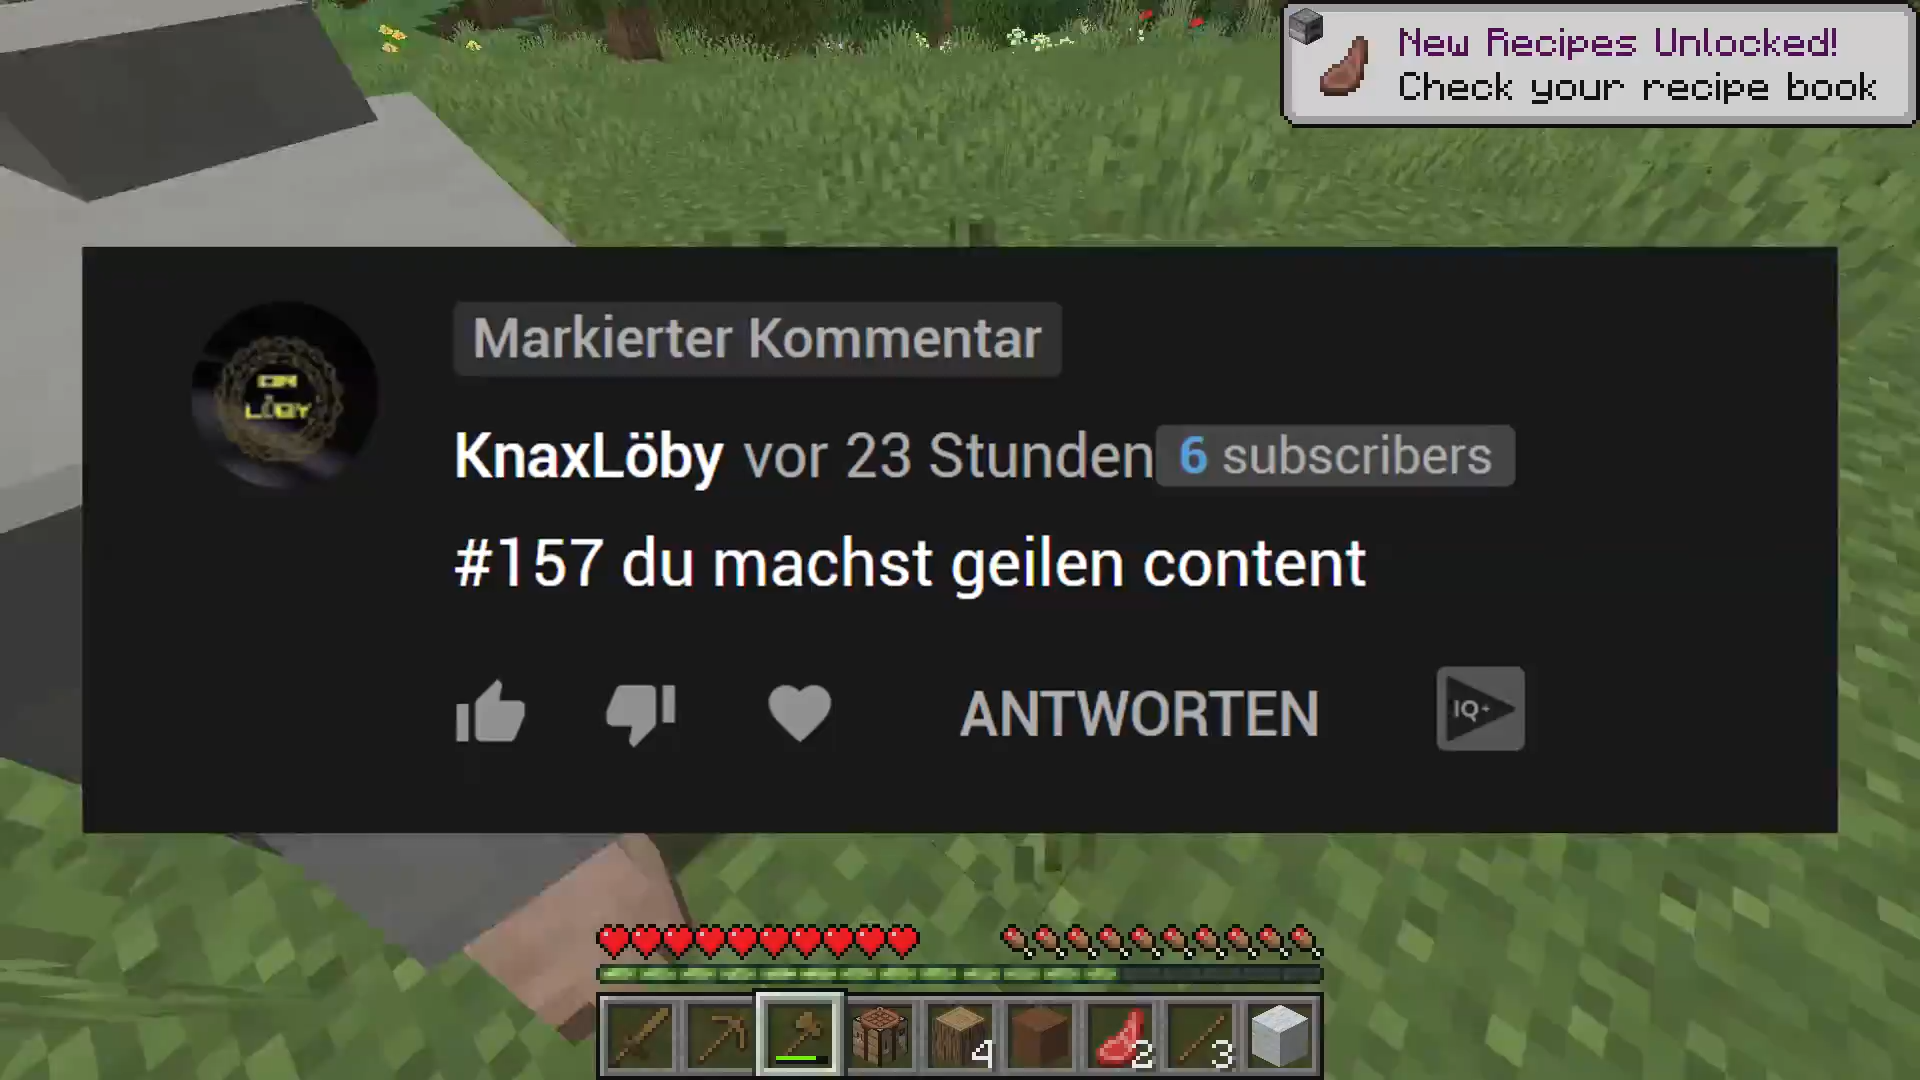 New Recipes Unlocked!
Check your recipe book
Markierter Kommentar
LÖBY
KnaxLöby vor 23 Stunden 6 subscribers
#157 du machst geilen content
ANTWORTEN
IQ+
4
2
3